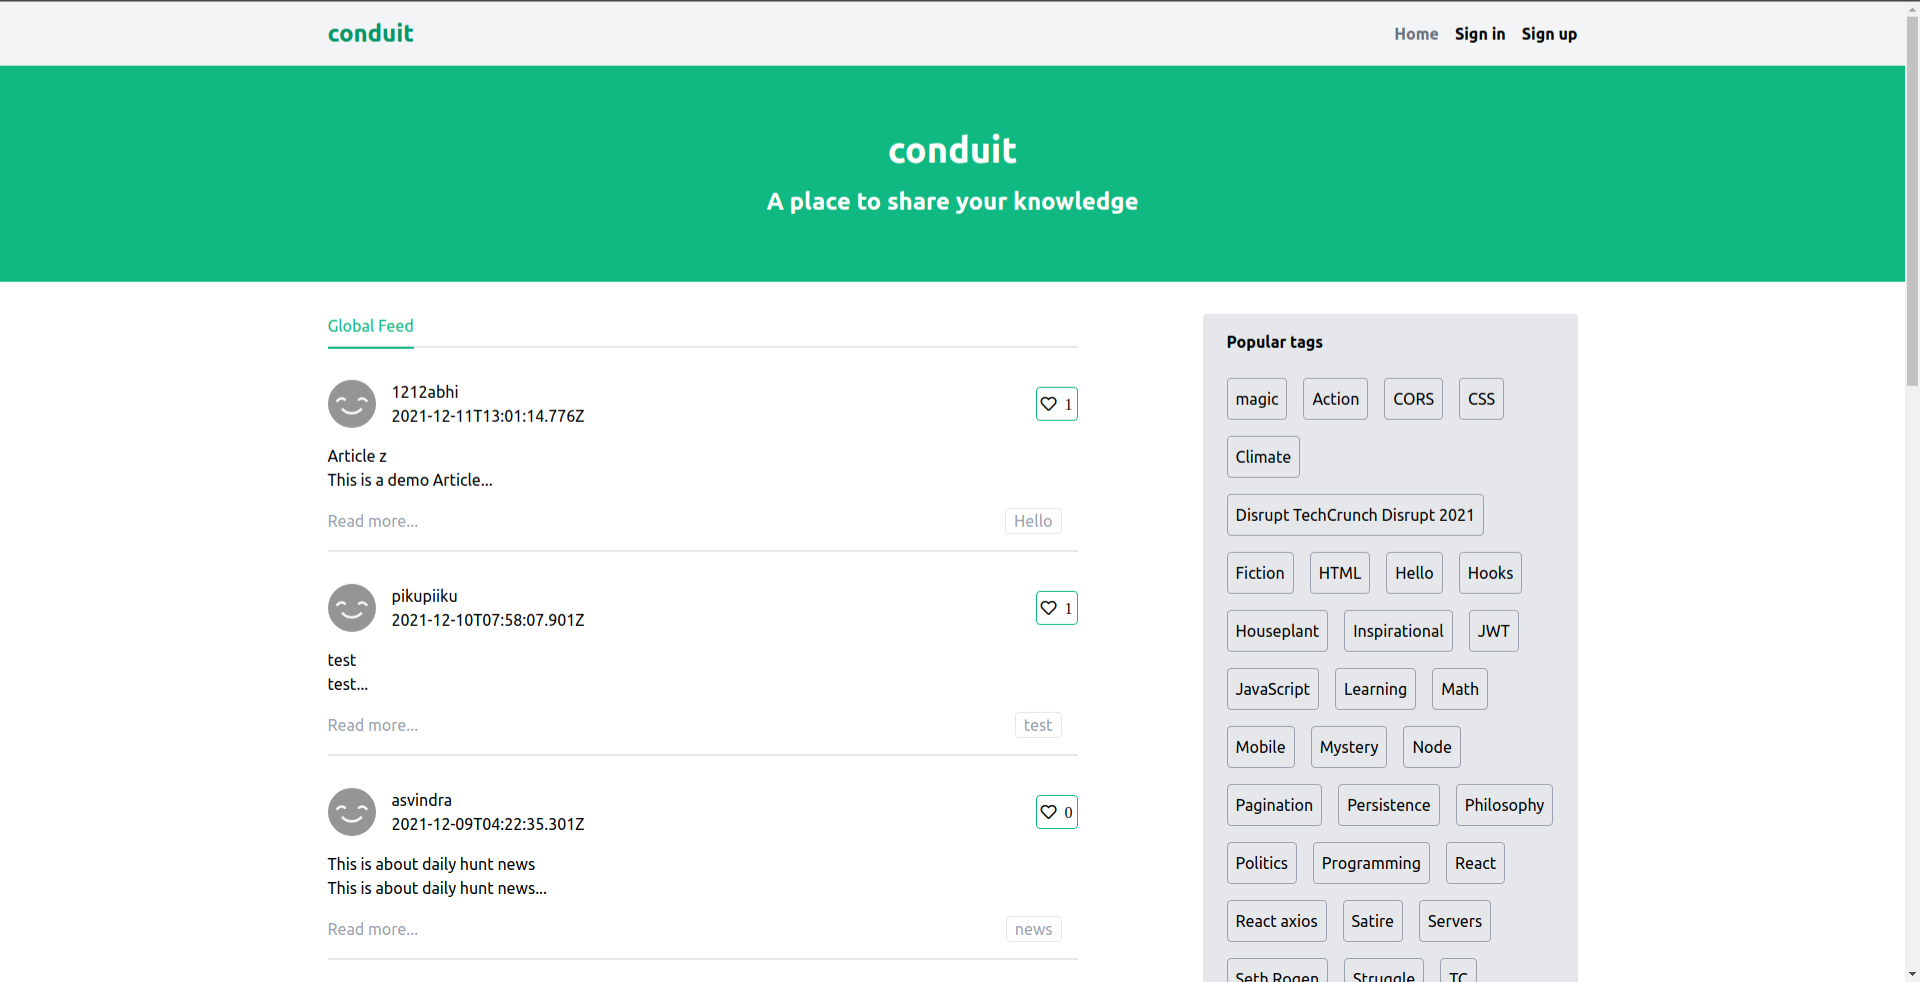 conduit
Home Sign in Sign up
conduit
A place to share your knowledge
Global Feed
1212abhi
2021-12-11T13:01:14.776Z
1
Article z
This is a demo Article...
Read more...
Hello
pikupiiku
2021-12-10T07:58:07.901Z
1
test
test...
Read more...
test
asvindra
2021-12-09T04:22:35.301Z
0
This is about daily hunt news
This is about daily hunt news...
Read more...
news
Popular tags
magic Action CORS CSS
Climate
Disrupt TechCrunch Disrupt 2021
Fiction HTML Hello Hooks
Houseplant Inspirational JWT
JavaScript Learning Math
Mobile Mystery Node
Pagination Persistence Philosophy
Politics Programming React
React axios Satire Servers
Seth Rogen Struggle TC